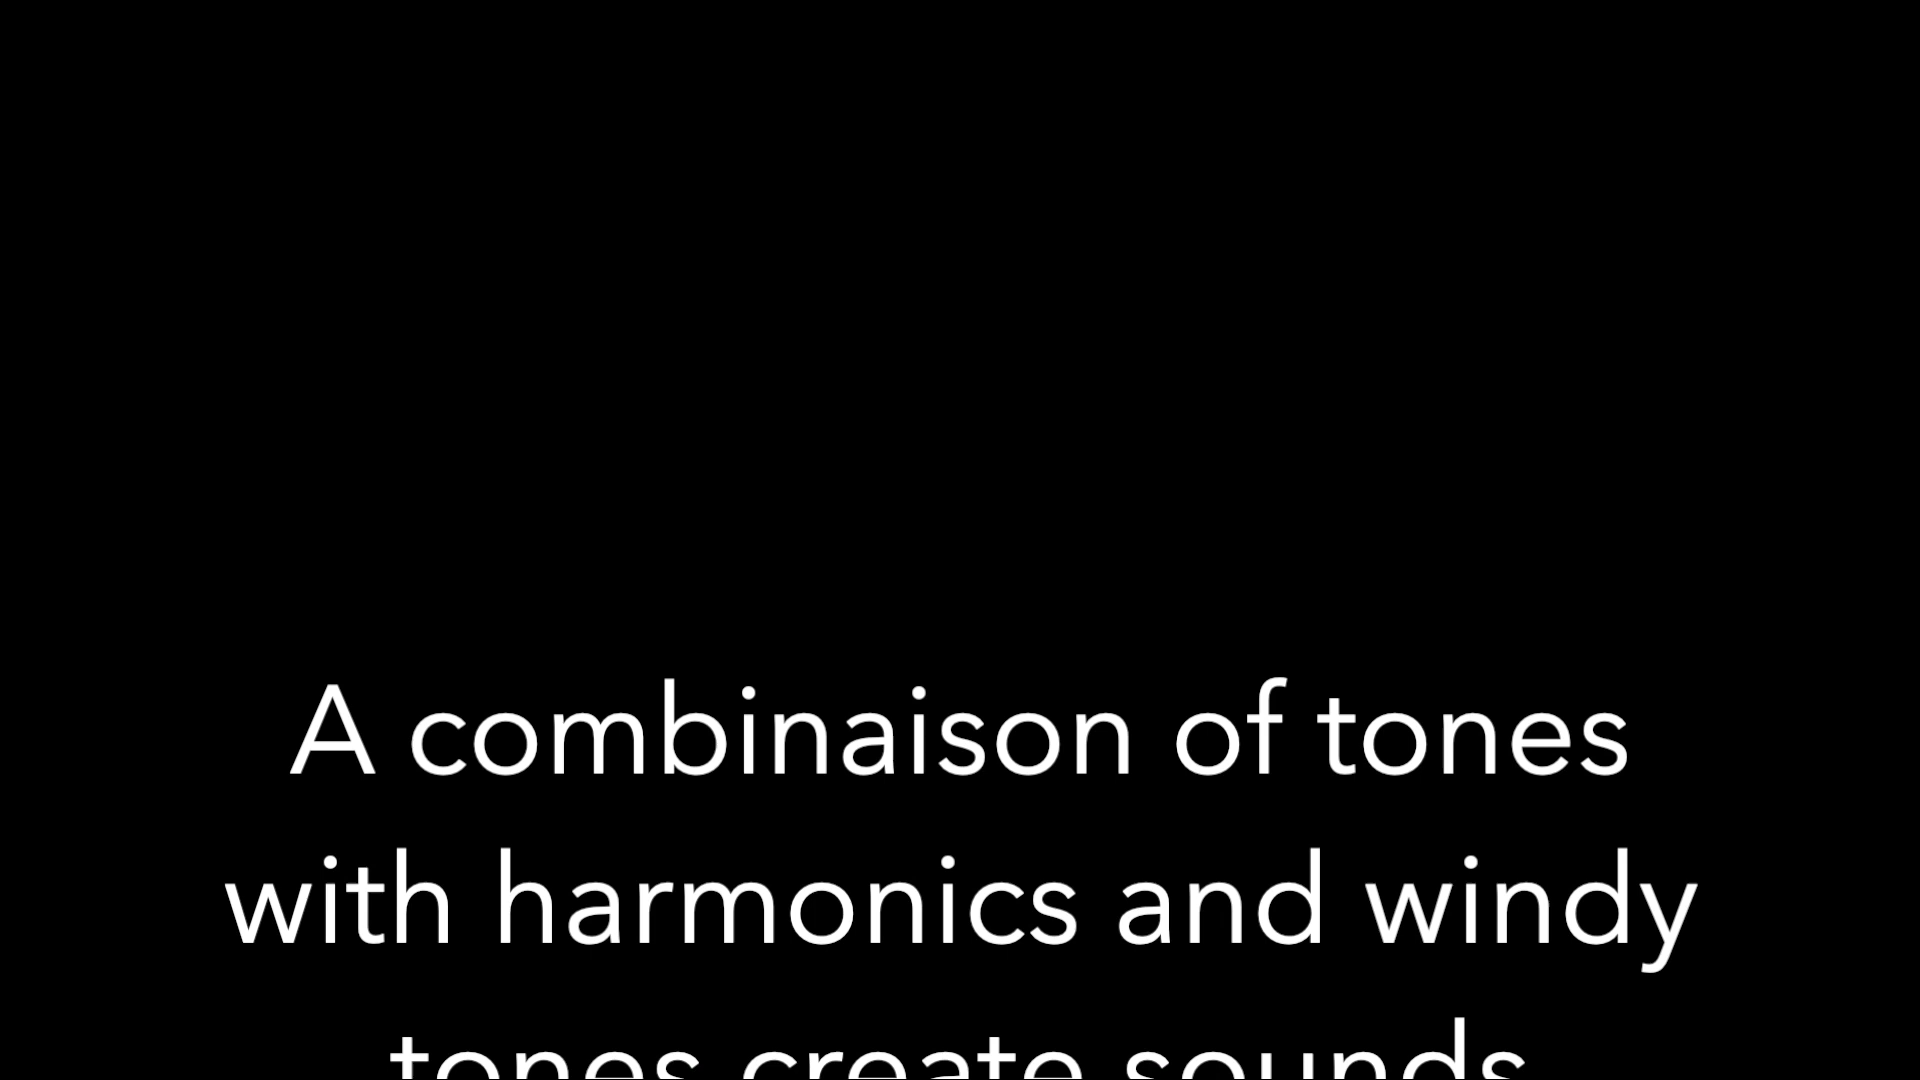 A combinaison of tones
with harmonics and windy
tones create sounds